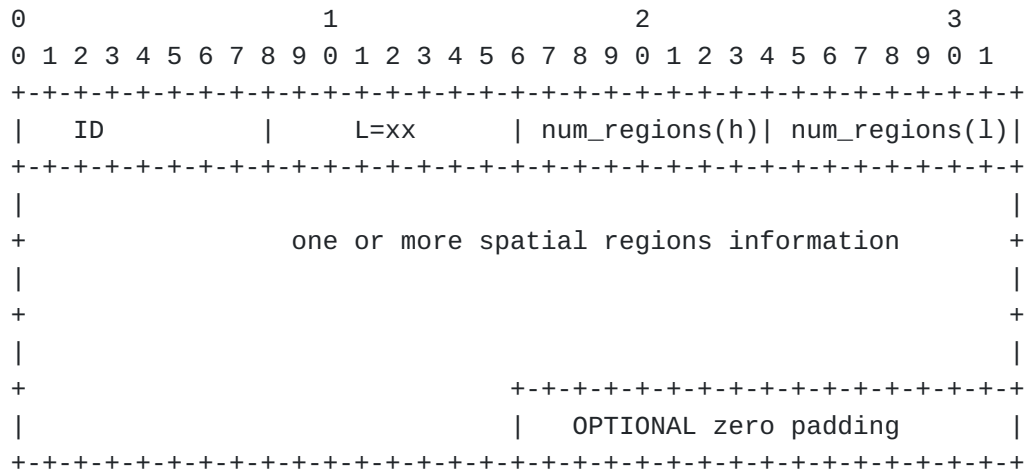 0                   1                   2                   3
0 1 2 3 4 5 6 7 8 9 0 1 2 3 4 5 6 7 8 9 0 1 2 3 4 5 6 7 8 9 0 1
+-+-+-+-+-+-+-+-+-+-+-+-+-+-+-+-+-+-+-+-+-+-+-+-+-+-+-+-+-+-+-+-+
|   ID          |     L=xx      | num_regions(h)| num_regions(l)|
+-+-+-+-+-+-+-+-+-+-+-+-+-+-+-+-+-+-+-+-+-+-+-+-+-+-+-+-+-+-+-+-+
|                                                               |
+                 one or more spatial regions information       +
|                                                               |
+                                                               +
|                                                               |
+                               +-+-+-+-+-+-+-+-+-+-+-+-+-+-+-+-+
|                               |   OPTIONAL zero padding       |
+-+-+-+-+-+-+-+-+-+-+-+-+-+-+-+-+-+-+-+-+-+-+-+-+-+-+-+-+-+-+-+-+